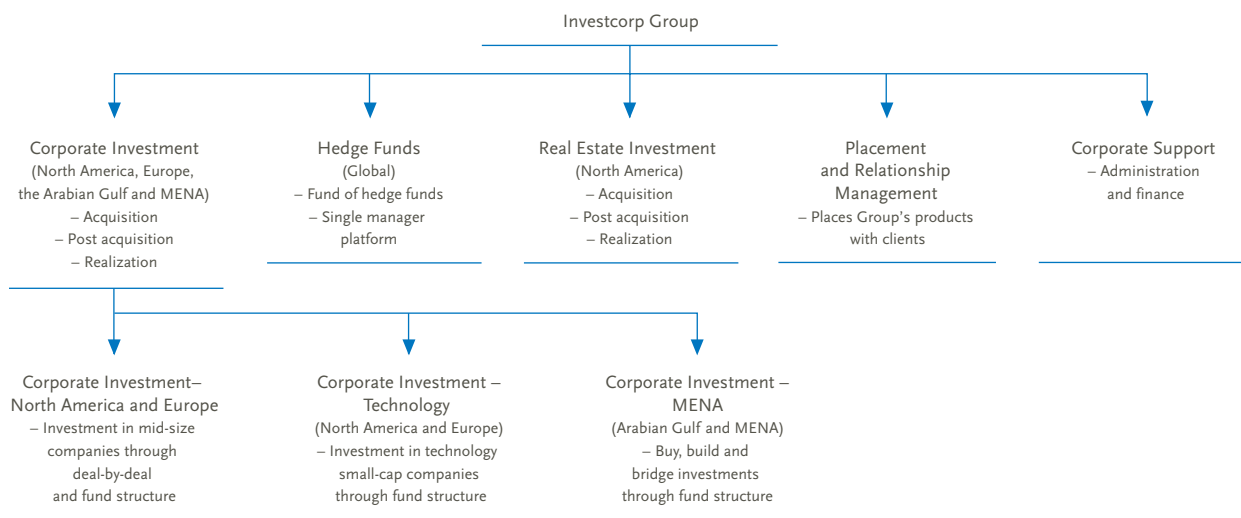 Investcorp Group
Corporate Investment
(North America, Europe,
the Arabian Gulf and MENA)
– Acquisition
– Post acquisition
– Realization
Hedge Funds
(Global)
– Fund of hedge funds
– Single manager
platform
Real Estate Investment
(North America)
– Acquisition
– Post acquisition
– Realization
Placement
and Relationship
Management
– Places Group’s products
with clients
Corporate Support
– Administration
and finance
Corporate Investment–
North America and Europe
– Investment in mid-size
companies through
deal-by-deal
and fund structure
Corporate Investment –
Technology
(North America and Europe)
– Investment in technology
small-cap companies
through fund structure
Corporate Investment –
MENA
(Arabian Gulf and MENA)
– Buy, build and
bridge investments
through fund structure